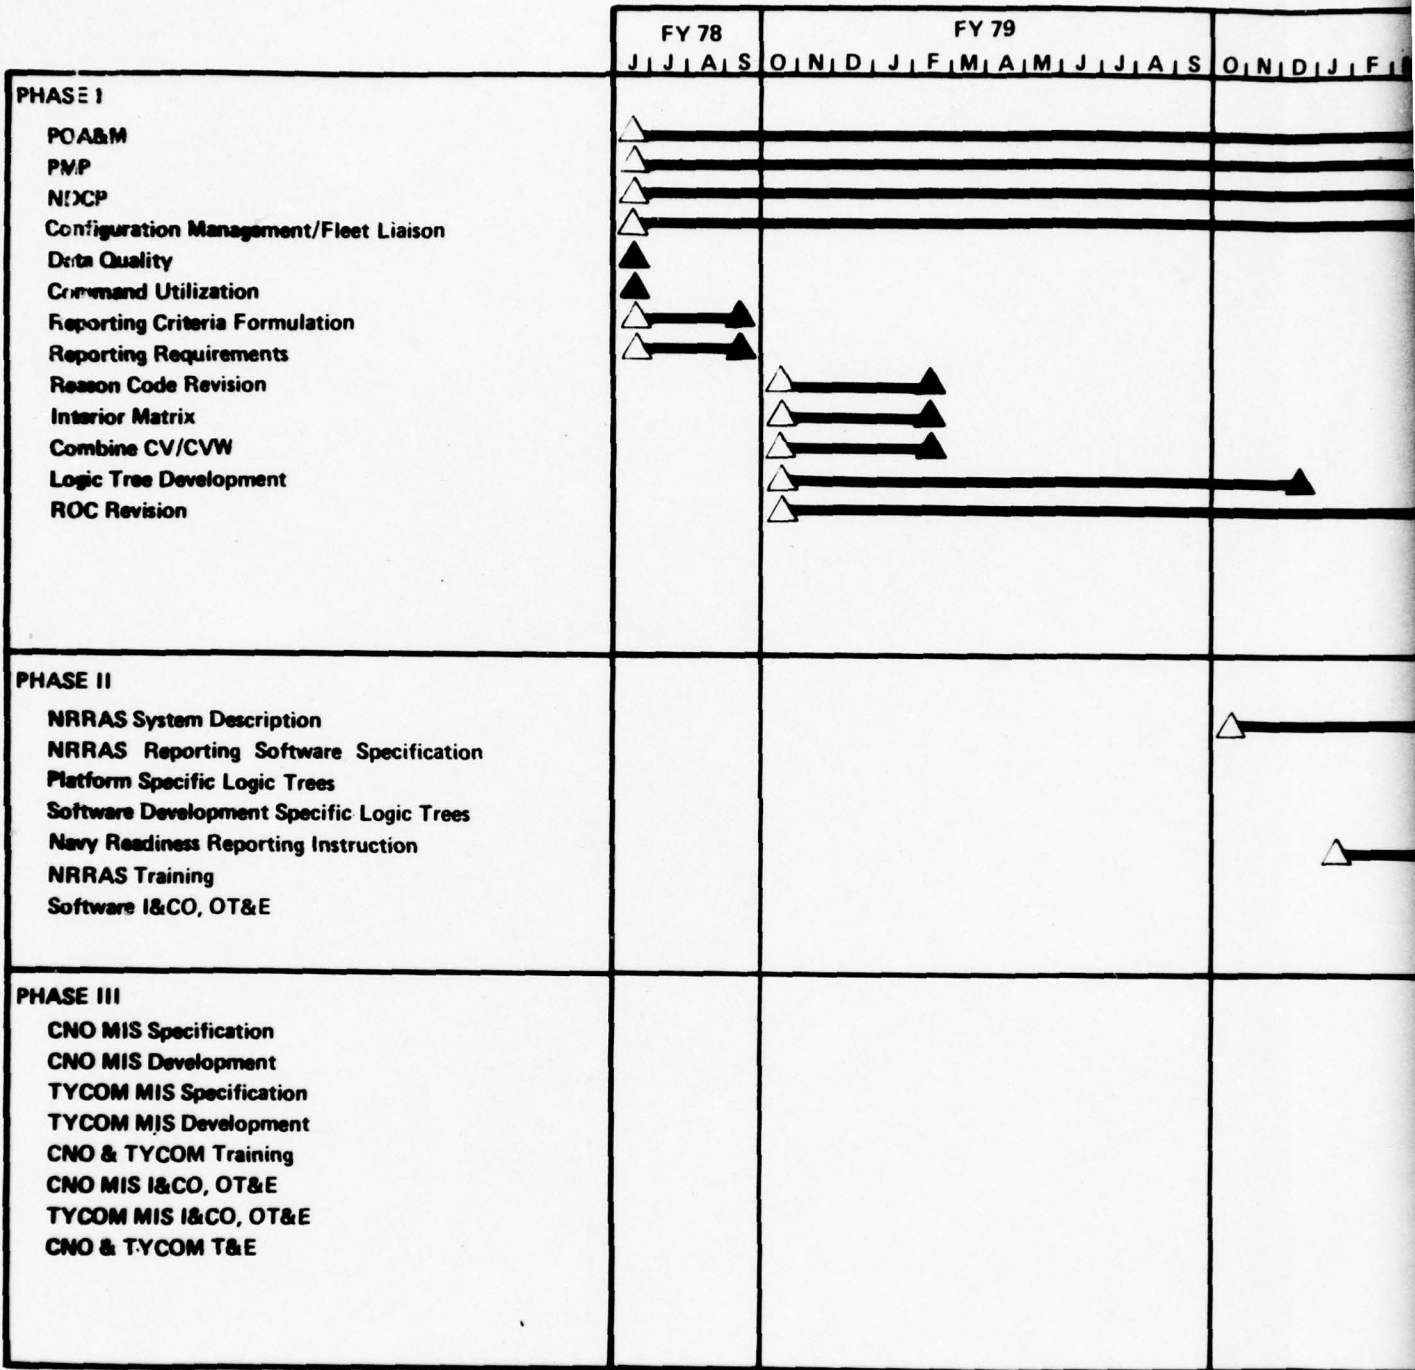 FY 78 FY 79
J J A S O N D J F M A M J J A S O N D J F
PHASE I
POA&M
PMP
NDCP
Configuration Management/Fleet Liaison
Data Quality
Command Utilization
Reporting Criteria Formulation
Reporting Requirements
Reason Code Revision
Interior Matrix
Combine CV/CVW
Logic Tree Development
ROC Revision
PHASE II
NRRAS System Description
NRRAS Reporting Software Specification
Platform Specific Logic Trees
Software Development Specific Logic Trees
Navy Readiness Reporting Instruction
NRRAS Training
Software I&CO, OT&E
PHASE III
CNO MIS Specification
CNO MIS Development
TYCOM MIS Specification
TYCOM MIS Development
CNO & TYCOM Training
CNO MIS I&CO, OT&E
TYCOM MIS I&CO, OT&E
CNO & TYCOM T&E